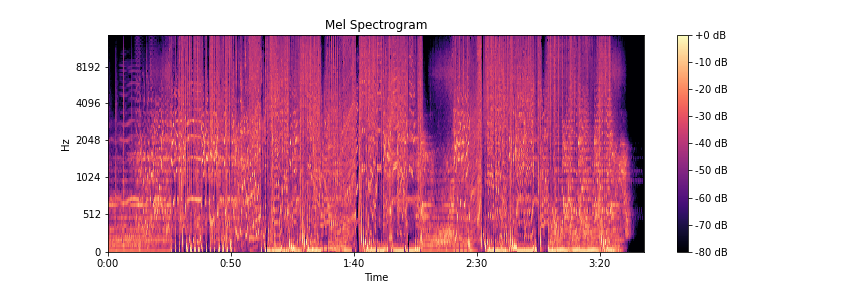 Mel Spectrogram
+0 dB
8192
-10 dB
4096
-20 dB
2048
-30 dB
Hz
-40 dB
1024
-50 dB
512
-60 dB
-70 dB
0
-80 dB
0:00 0:50 1:40 2:30 3:20
Time